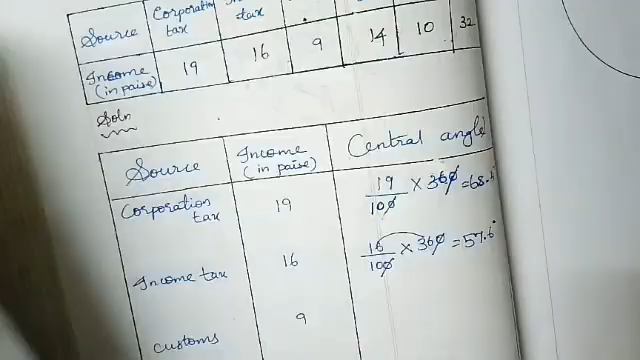 Source Corporation tax tax
Income (in paise) 19 16 9 14 10 32
Soln
Source Income (in paise) Central angle
Corporation tax 19 19/100 × 360 = 68.4
Income tax 16 16/100 × 360 = 57.6°
Customs 9